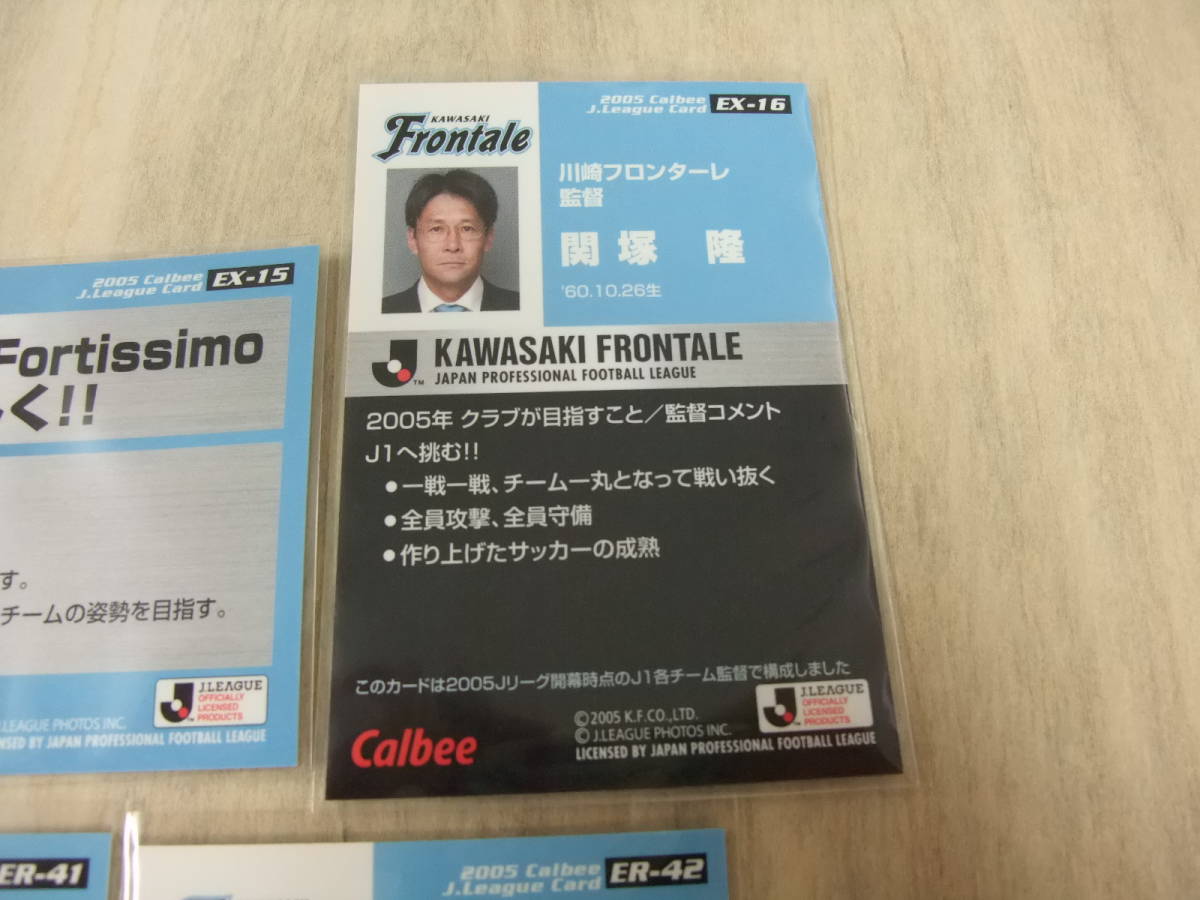 2005 Calbee
J.League Card EX-16
KAWASAKI
Frontale
川崎フロンターレ
監督
関塚 隆
'60.10.26生
J™ KAWASAKI FRONTALE
JAPAN PROFESSIONAL FOOTBALL LEAGUE
2005年 クラブが目指すこと／監督コメント
J1へ挑む!!
●一戦一戦、チーム一丸となって戦い抜く
●全員攻撃、全員守備
●作り上げたサッカーの成熟
このカードは2005Jリーグ開幕時点のJ1各チーム監督で構成しました
J.LEAGUE
OFFICIALLY
LICENSED
PRODUCTS
©2005 K.F.CO.,LTD.
©J.LEAGUE PHOTOS INC.
LICENSED BY JAPAN PROFESSIONAL FOOTBALL LEAGUE
Calbee
2005 Calbee
J.League Card EX-15
Fortissimo
く!!
す。
チームの姿勢を目指す。
J.LEAGUE
OFFICIALLY
LICENSED
PRODUCTS
J.LEAGUE PHOTOS INC.
NSED BY JAPAN PROFESSIONAL FOOTBALL LEAGUE
ER-41
2005 Calbee
J.League Card ER-42